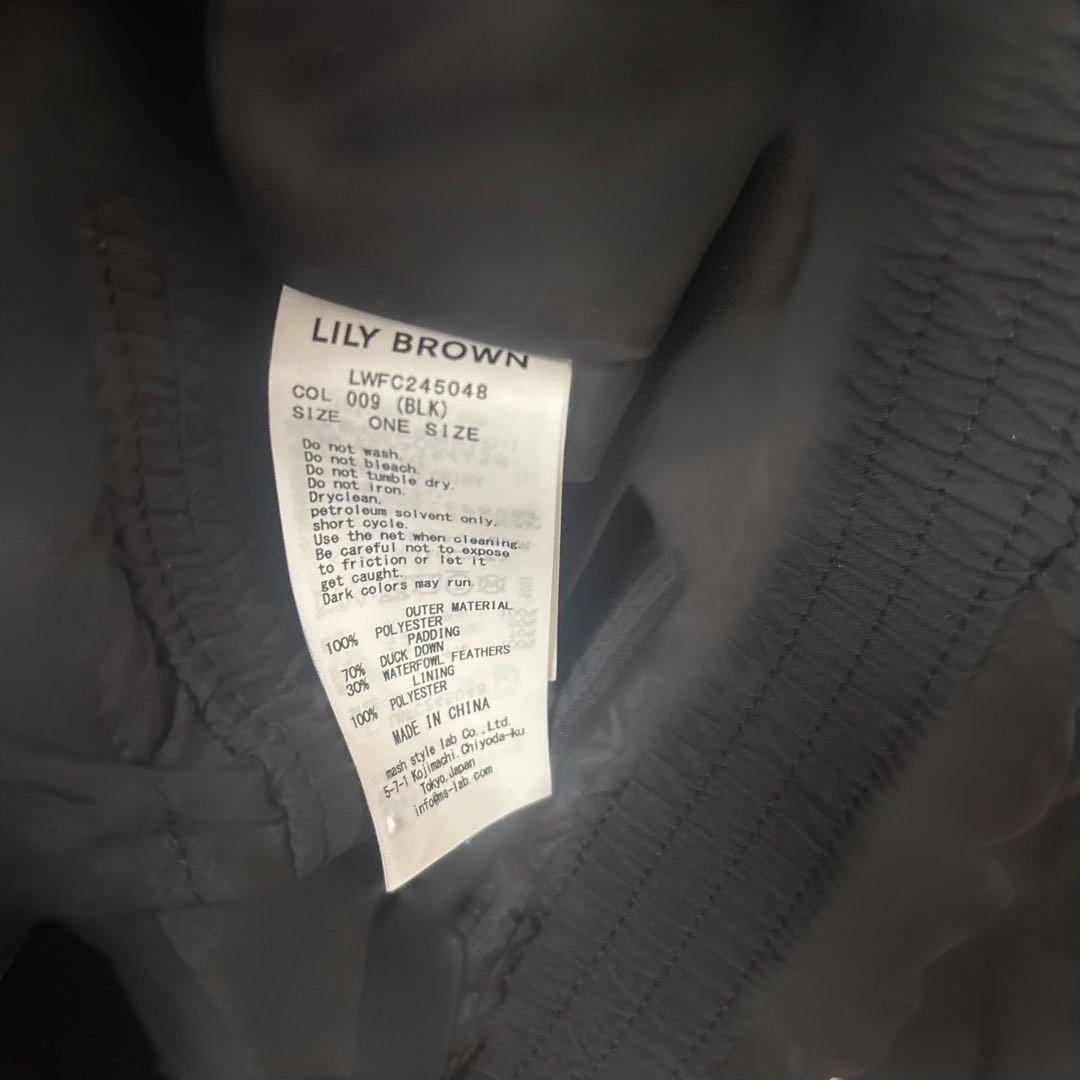 LILY BROWN
LWFC245048
COL 009 (BLK)
SIZE ONE SIZE
Do not wash.
Do not bleach.
Do not tumble dry.
Do not iron.
Dryclean.
petroleum solvent only.
short cycle.
Use the net when cleaning.
Be careful not to expose
to friction or let it
get caught.
Dark colors may run.
OUTER MATERIAL
100% POLYESTER
PADDING
70% DUCK DOWN
30% WATERFOWL FEATHERS
LINING
100% POLYESTER
MADE IN CHINA
mash style lab Co.,Ltd.
5-7-1 Kojimachi.Chiyoda-ku
Tokyo,Japan
info@ms-lab.com